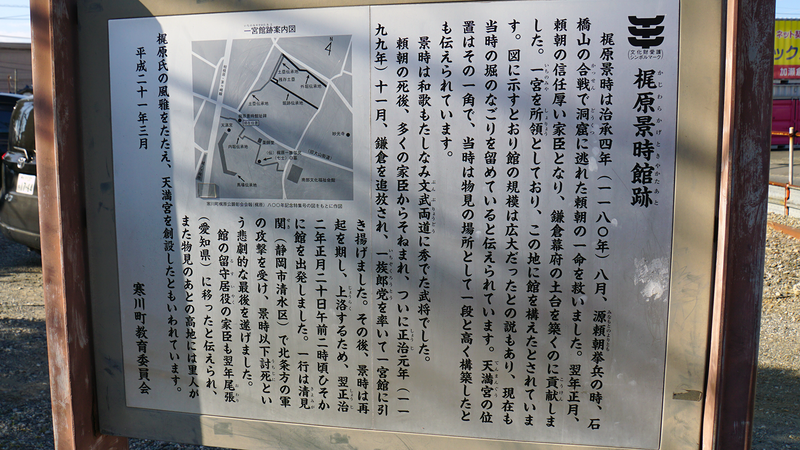 文化財愛護
シンボルマーク
梶原景時館跡
かじわらかげときやかたあと
梶原景時は治承四年（一一八〇年）八月、源頼朝挙兵の時、石
橋山の合戦で洞窟に逃れた頼朝の一命を救いました。翌年正月、
頼朝の信任厚い家臣となり、鎌倉幕府の土台を築くのに貢献しま
した。一宮を所領としており、この地に館を構えたとされていま
す。図に示すとおり館の規模は広大だったとの説もあり、現在も
当時の堀のなごりを留めていると伝えられています。天満宮の位
置はその一角で、当時は物見の場所として一段と高く構築したと
も伝えられています。
景時は和歌もたしなみ文武両道に秀でた武将でした。
頼朝の死後、多くの家臣からそねまれ、ついに正治元年（一一
九九年）十一月、鎌倉を追放され、一族郎党を率いて一宮館に引
き揚げました。その後、景時は再
起を期し、上洛するため、翌正治
二年正月二十日午前二時頃ひそか
に館を出発しました。一行は清見
関（静岡市清水区）で北条方の軍
の攻撃を受け、景時以下討死とい
う悲劇的な最後を遂げました。
館の留守居役の家臣も翌年尾張
（愛知県）に移ったと伝えられ、
また物見のあとの高地には里人が
梶原氏の風雅をたたえ、天満宮を創設したともいわれています。
平成二十一年三月
寒川町教育委員会
一宮館跡案内図
N
4